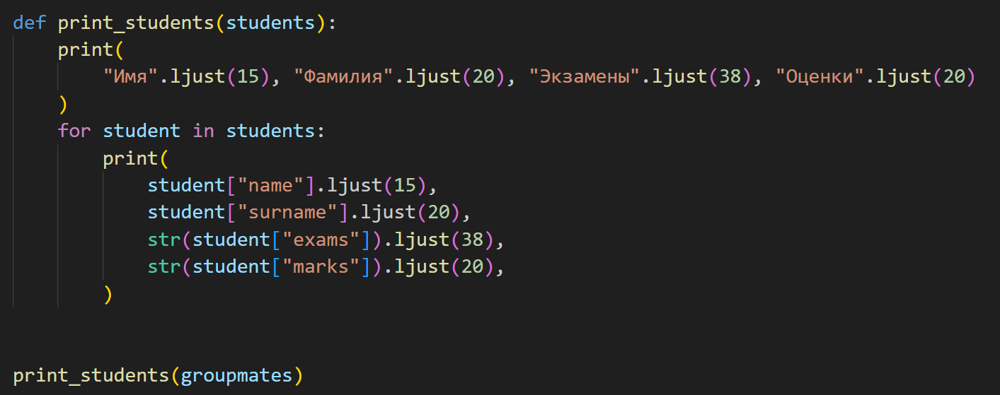 def print_students(students):
    print(
        "Имя".ljust(15), "Фамилия".ljust(20), "Экзамены".ljust(38), "Оценки".ljust(20)
    )
    for student in students:
        print(
            student["name"].ljust(15),
            student["surname"].ljust(20),
            str(student["exams"]).ljust(38),
            str(student["marks"]).ljust(20),
        )
print_students(groupmates)